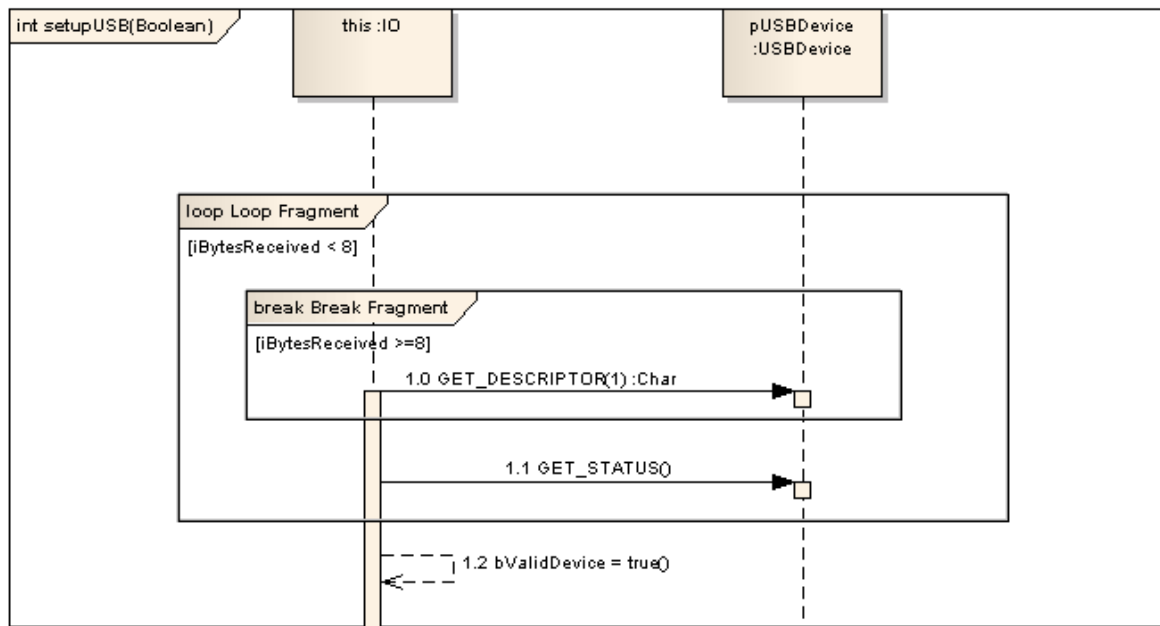 int setupUSB(Boolean)
this :IO
pUSBDevice
:USBDevice
loop Loop Fragment
[iBytesReceived < 8]
break Break Fragment
[iBytesReceived >=8]
1.0 GET_DESCRIPTOR(1) :Char
1.1 GET_STATUS()
1.2 bValidDevice = true()